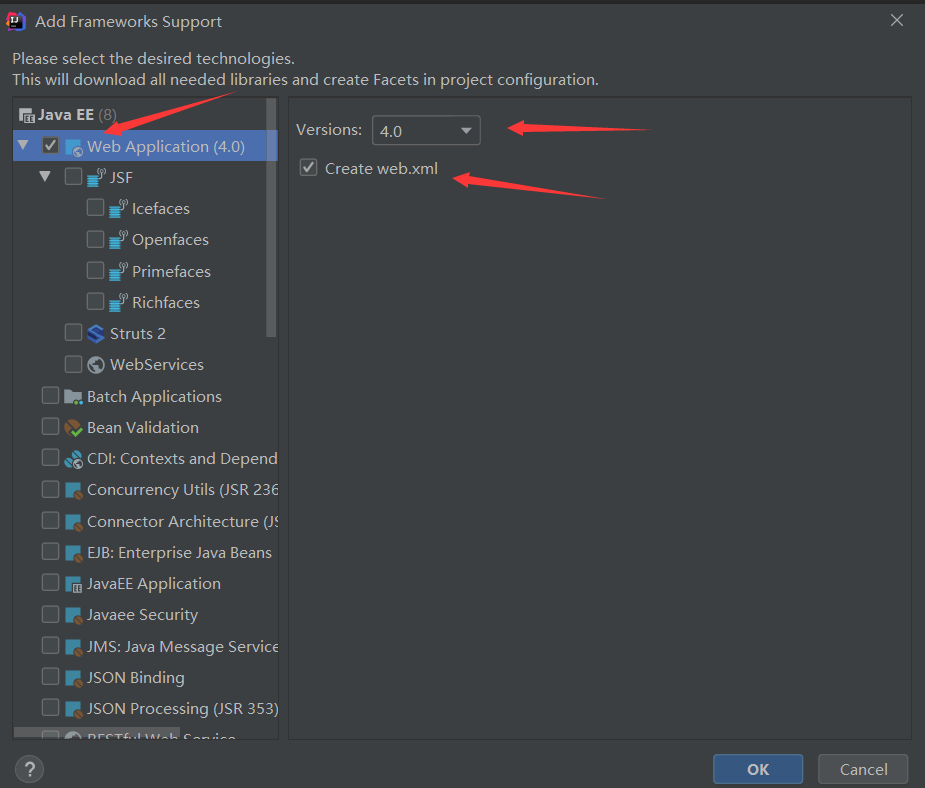 Add Frameworks Support
Please select the desired technologies.
This will download all needed libraries and create Facets in project configuration.
Java EE (8)
Web Application (4.0)
JSF
Icefaces
Openfaces
Primefaces
Richfaces
Struts 2
WebServices
Batch Applications
Bean Validation
CDI: Contexts and Depend
Concurrency Utils (JSR 236
Connector Architecture (JS
EJB: Enterprise Java Beans
JavaEE Application
Javaee Security
JMS: Java Message Service
JSON Binding
JSON Processing (JSR 353)
RESTful Web Service
Versions: 4.0
Create web.xml
? OK Cancel